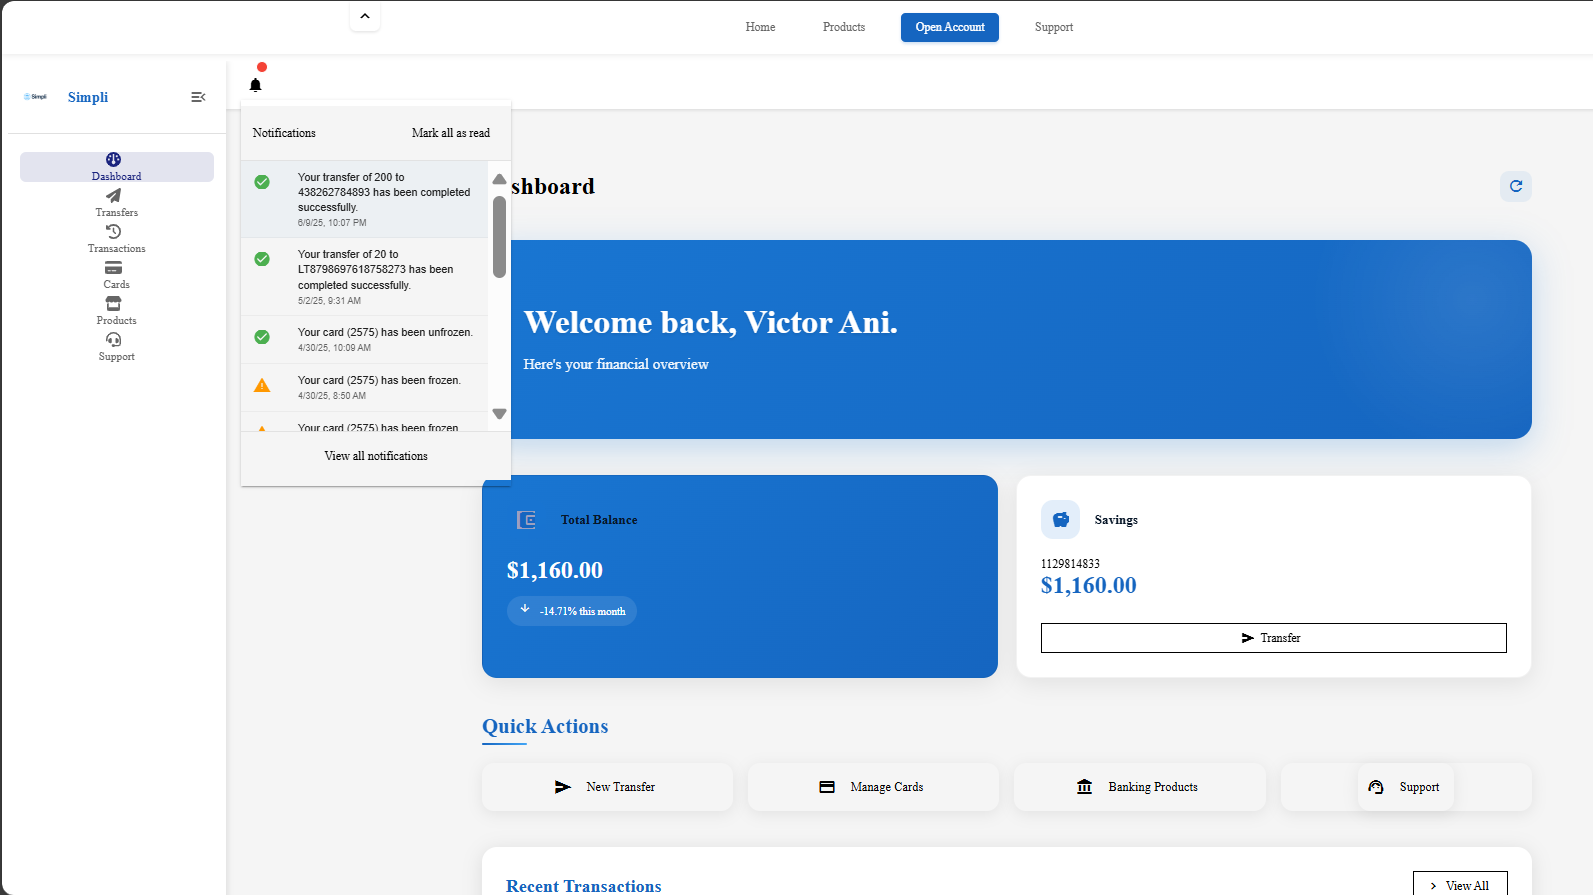 Home
Products
Open Account
Support
Simpli
Simpli
Dashboard
Transfers
Transactions
Cards
Products
Support
Notifications
Mark all as read
Your transfer of 200 to
438262784893 has been completed
successfully.
6/9/25, 10:07 PM
Your transfer of 20 to
LT8798697618758273 has been
completed successfully.
5/2/25, 9:31 AM
Your card (2575) has been unfrozen.
4/30/25, 10:09 AM
Your card (2575) has been frozen.
4/30/25, 8:50 AM
Your card (2575) has been frozen
View all notifications
shboard
Welcome back, Victor Ani.
Here's your financial overview
Total Balance
$1,160.00
-14.71% this month
Savings
1129814833
$1,160.00
Transfer
Quick Actions
New Transfer
Manage Cards
Banking Products
Support
Recent Transactions
View All